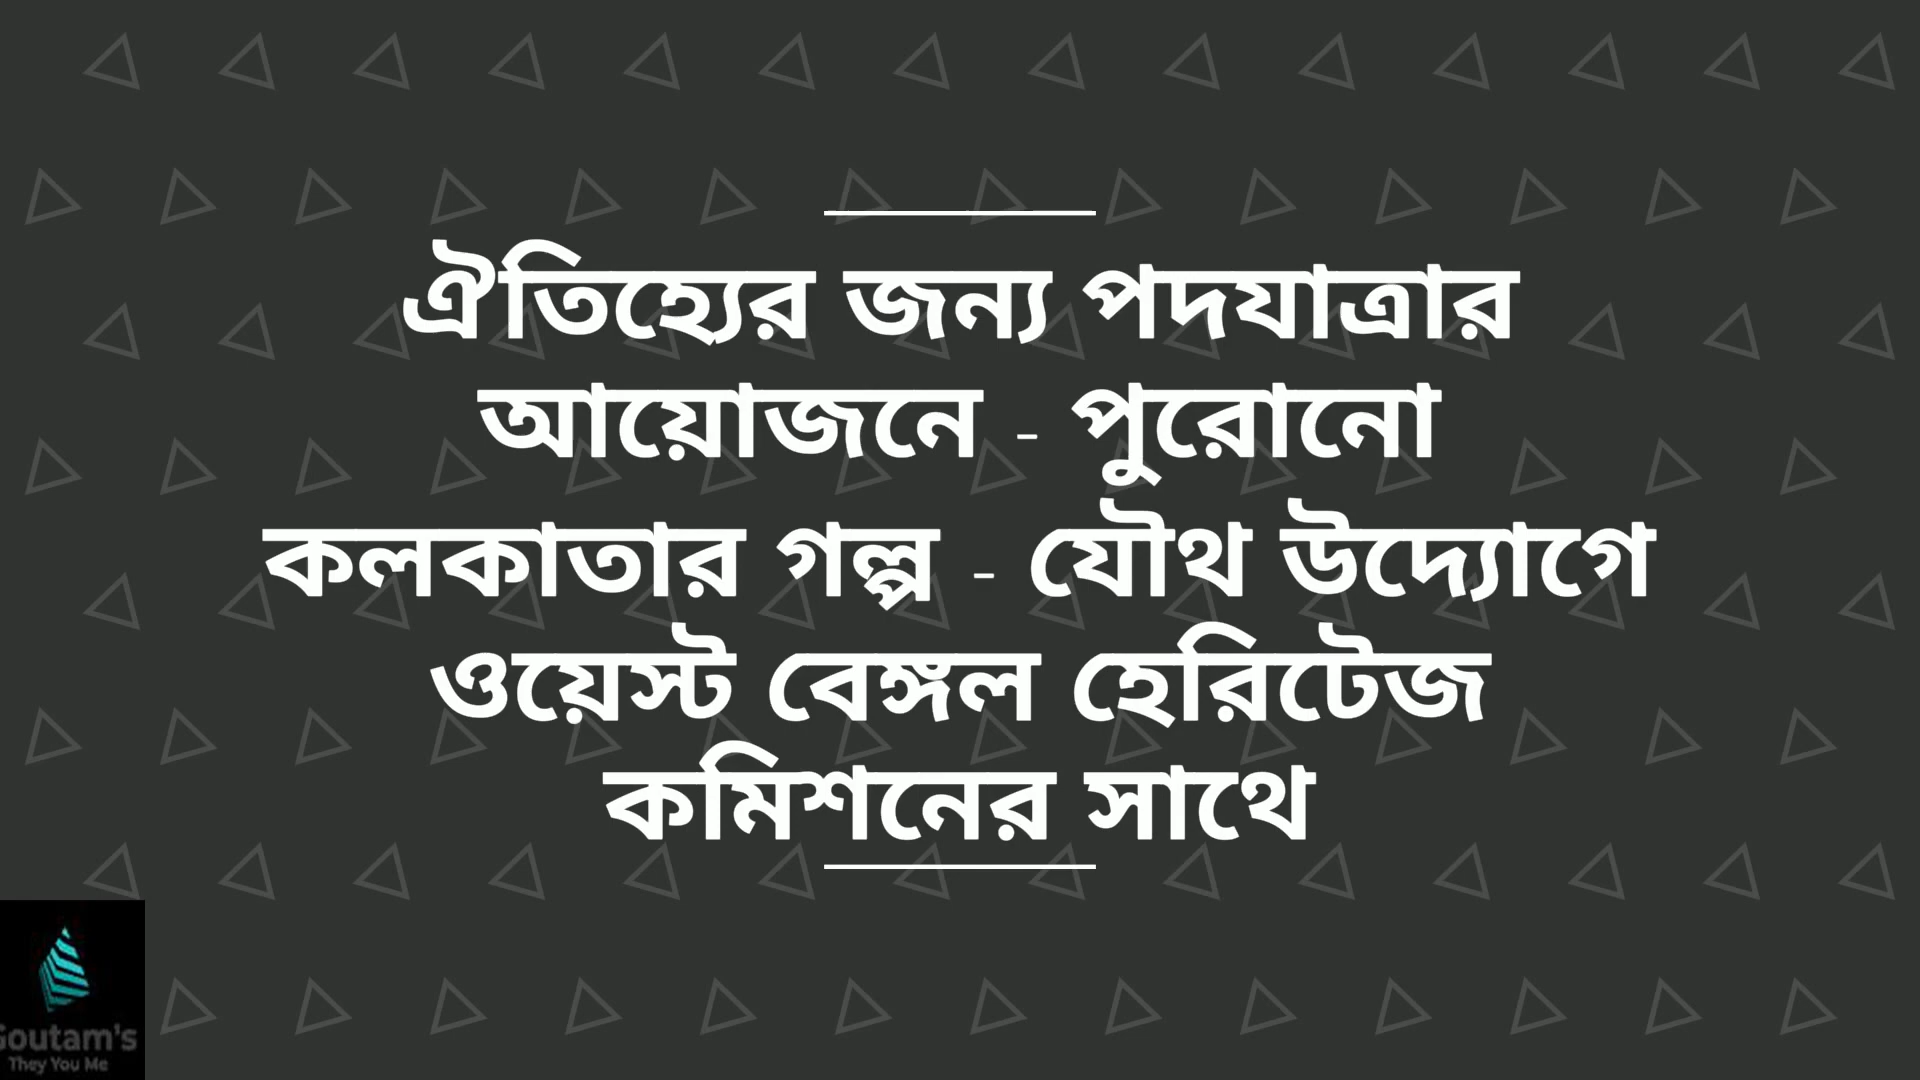 ঐতিহ্যের জন্য পদযাত্রার
আয়োজনে - পুরোনো
কলকাতার গল্প - যৌথ উদ্যোগে
ওয়েস্ট বেঙ্গল হেরিটেজ
কমিশনের সাথে
Goutam's
They You Me